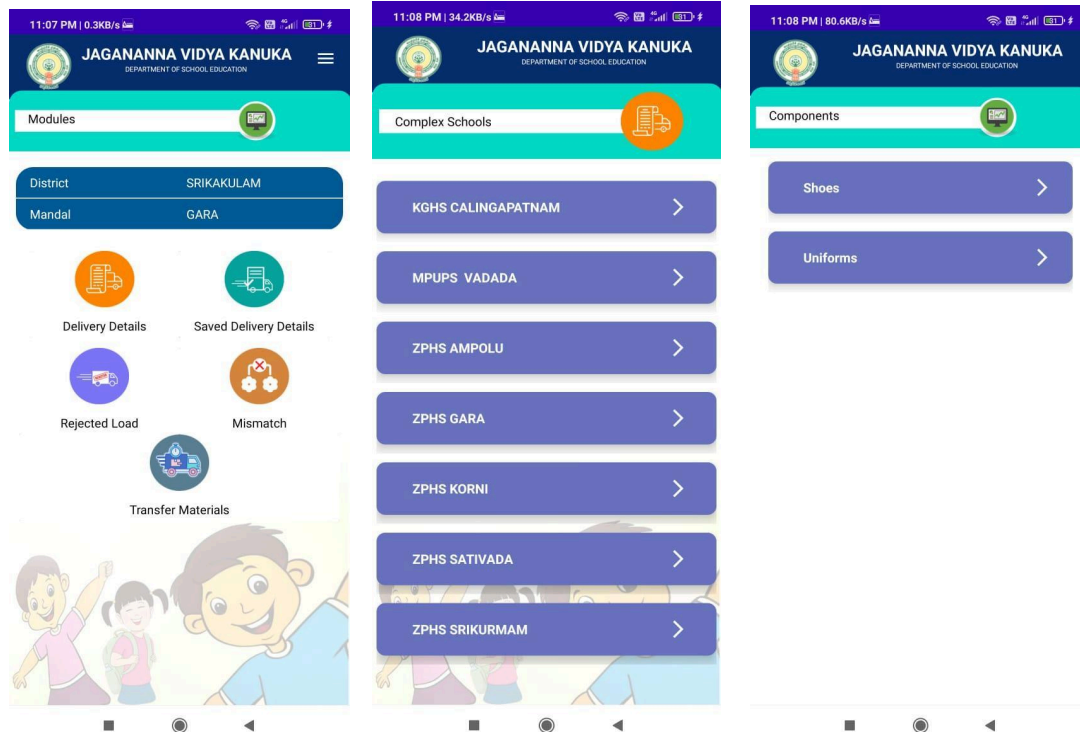 11:07 PM | 0.3KB/s
JAGANANNA VIDYA KANUKA
DEPARTMENT OF SCHOOL EDUCATION
Modules
District SRIKAKULAM
Mandal GARA
Delivery Details Saved Delivery Details
Rejected Load Mismatch
Transfer Materials
11:08 PM | 34.2KB/s
JAGANANNA VIDYA KANUKA
DEPARTMENT OF SCHOOL EDUCATION
Complex Schools
KGHS CALINGAPATNAM
MPUPS VADADA
ZPHS AMPOLU
ZPHS GARA
ZPHS KORNI
ZPHS SATIVADA
ZPHS SRIKURMAM
11:08 PM | 80.6KB/s
JAGANANNA VIDYA KANUKA
DEPARTMENT OF SCHOOL EDUCATION
Components
Shoes
Uniforms